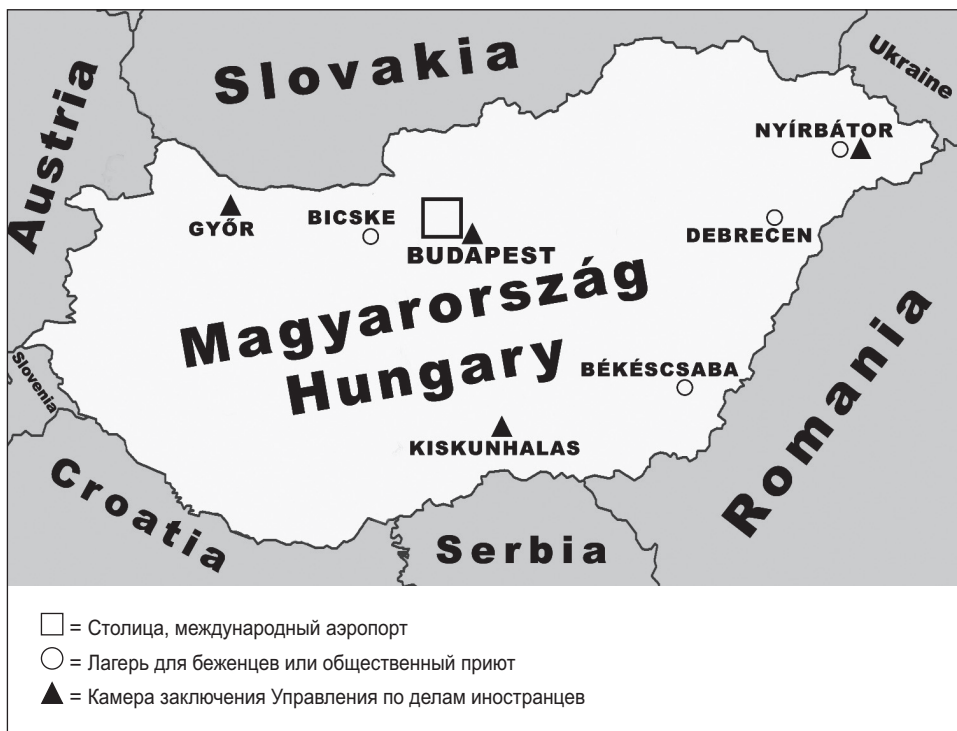 Slovakia
Ukraine
Austria
NYÍRBÁTOR
GYŐR
BICSKE
DEBRECEN
BUDAPEST
Magyarország
Hungary
Slovenia
BÉKÉSCSABA
Romania
KISKUNHALAS
Croatia
Serbia
= Столица, международный аэропорт
= Лагерь для беженцев или общественный приют
= Камера заключения Управления по делам иностранцев